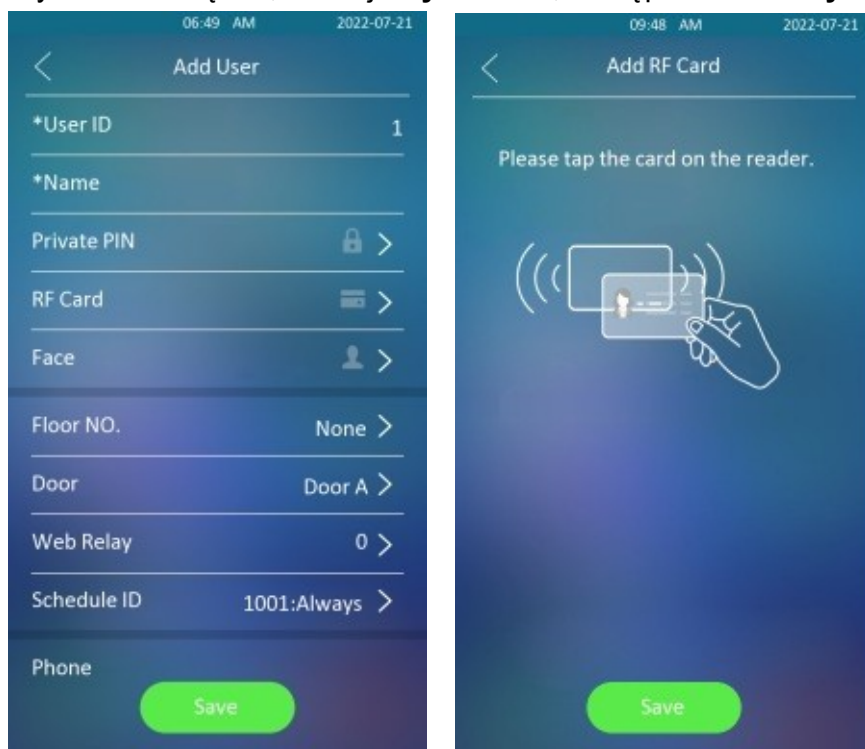 06:49 AM 2022-07-21
Add User
*User ID 1
*Name
Private PIN
RF Card
Face
Floor NO. None
Door Door A
Web Relay 0
Schedule ID 1001:Always
Phone
Save
09:48 AM 2022-07-21
Add RF Card
Please tap the card on the reader.
Save